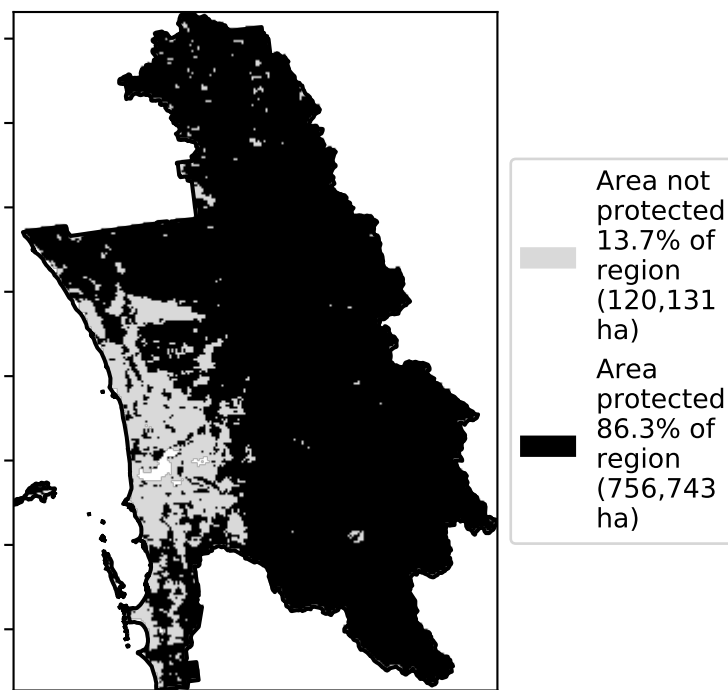 Area not
protected
13.7% of
region
(120,131
ha)
Area
protected
86.3% of
region
(756,743
ha)